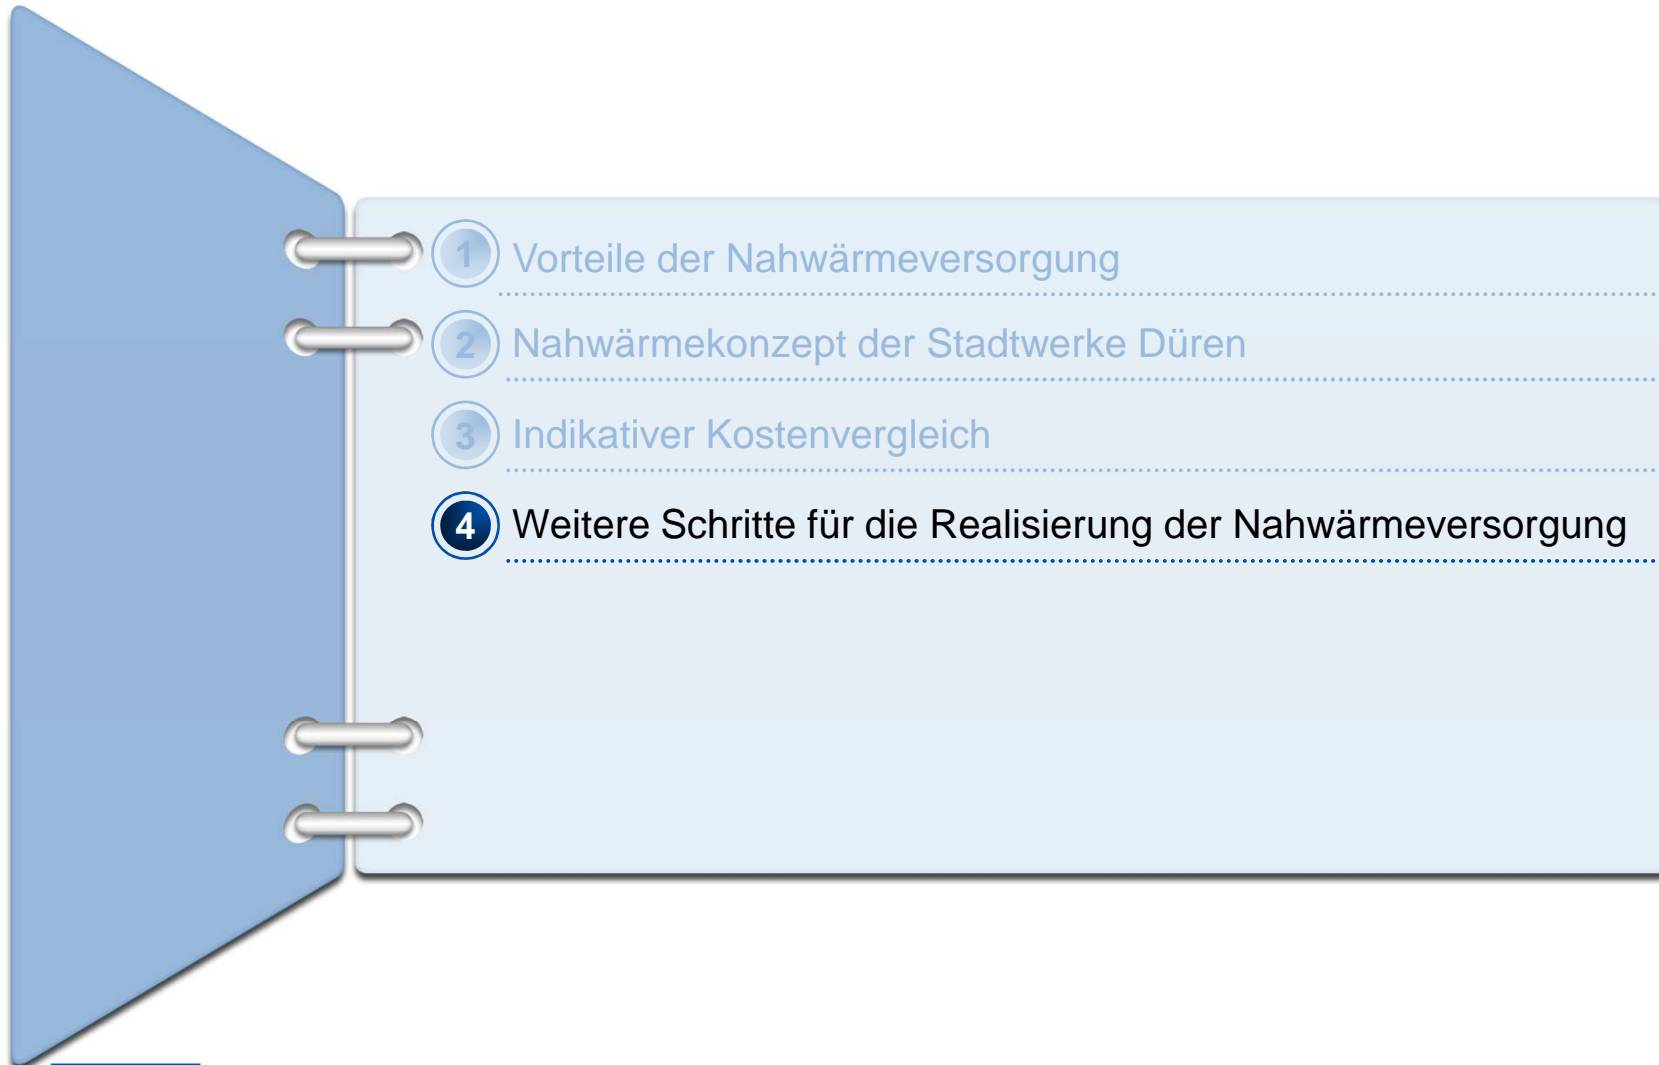 1 Vorteile der Nahwärmeversorgung
2 Nahwärmekonzept der Stadtwerke Düren
3 Indikativer Kostenvergleich
4 Weitere Schritte für die Realisierung der Nahwärmeversorgung